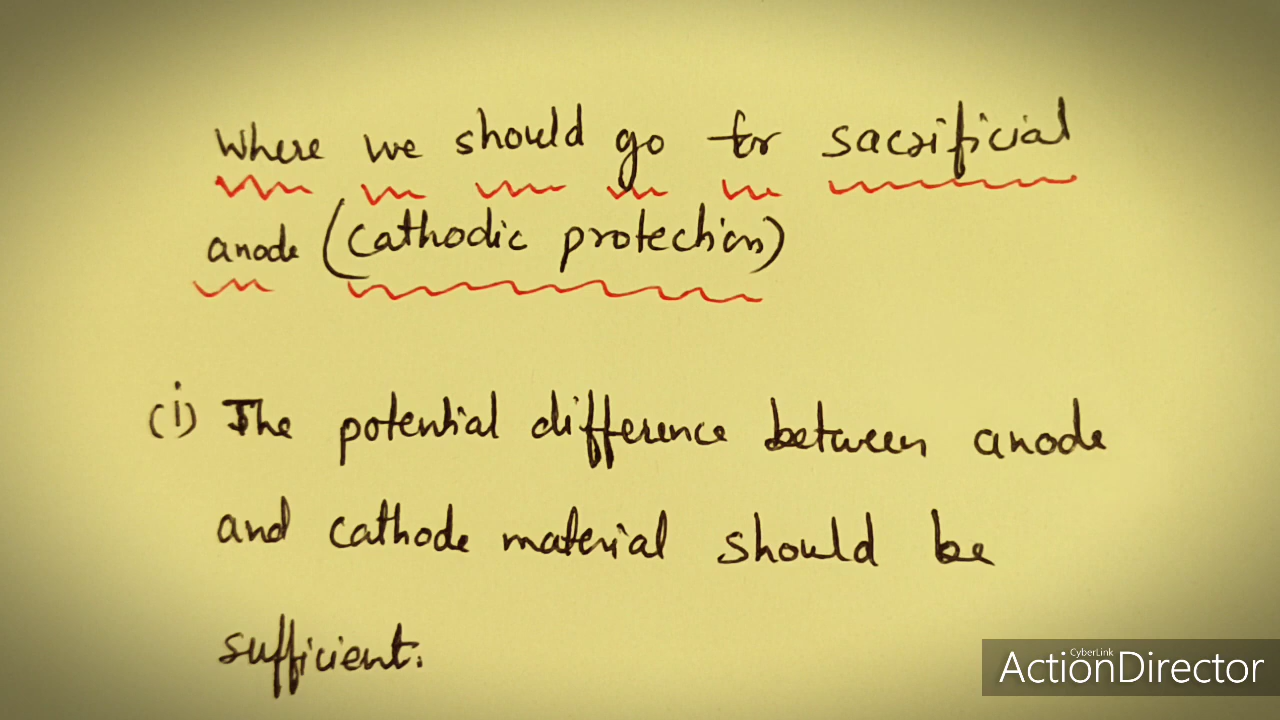 Where we should go for sacrificial
anode (Cathodic protection)
(i) The potential difference between anode
and cathode material should be
sufficient.
CyberLink
ActionDirector